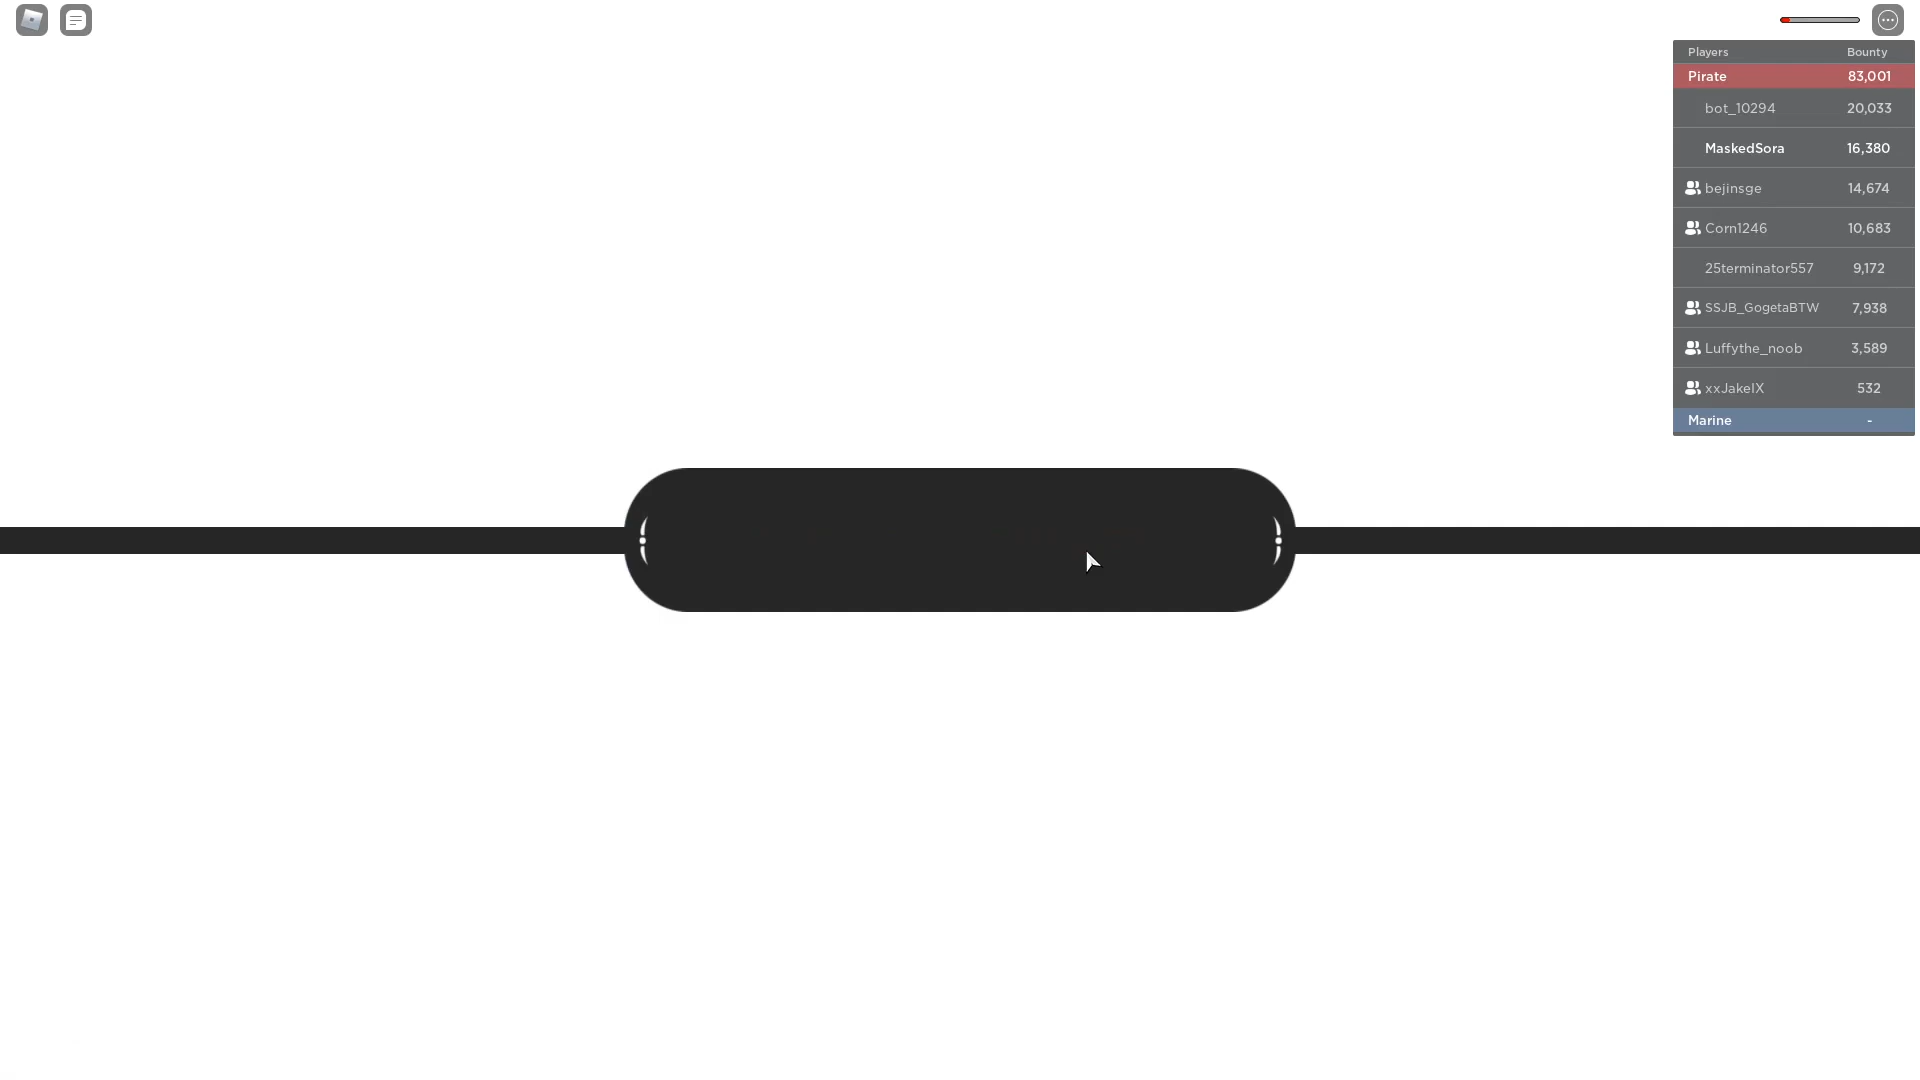 Players Bounty
Pirate 83,001
bot_10294 20,033
MaskedSora 16,380
bejinsge 14,674
Corn1246 10,683
25terminator557 9,172
SSJB_GogetaBTW 7,938
Luffythe_noob 3,589
xxJakeIX 532
Marine -